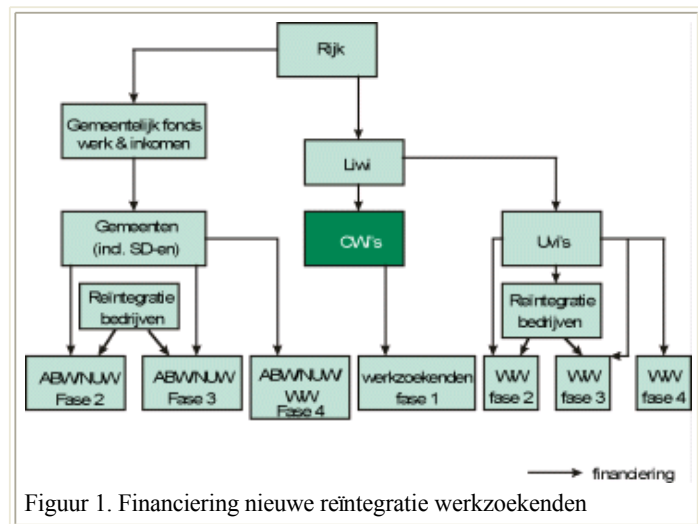 Rijk
Gemeentelijk fonds
werk & inkomen
Liwi
Gemeenten
(incl. SD-en)
CWI's
Uvi's
Reïntegratie
bedrijven
Reïntegratie
bedrijven
ABW/NUW
Fase 2
ABW/NUW
Fase 3
ABW/NUW/
WW
Fase 4
werkzoekenden
fase 1
WW
fase 2
WW
fase 3
WW
fase 4
financiering
Figuur 1. Financiering nieuwe reïntegratie werkzoekenden